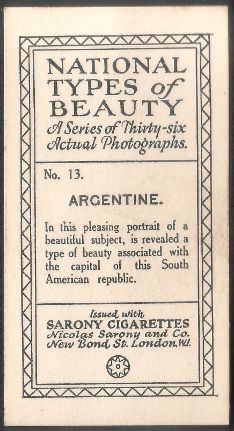 NATIONAL
TYPES of
BEAUTY
A Series of Thirty-six
Actual Photographs.
No. 13.
ARGENTINE.
In this pleasing portrait of a
beautiful subject, is revealed a
type of beauty associated with
the capital of this South
American republic.
Issued with
SARONY CIGARETTES
Nicolas Sarony and Co.
New Bond St. London.W1.